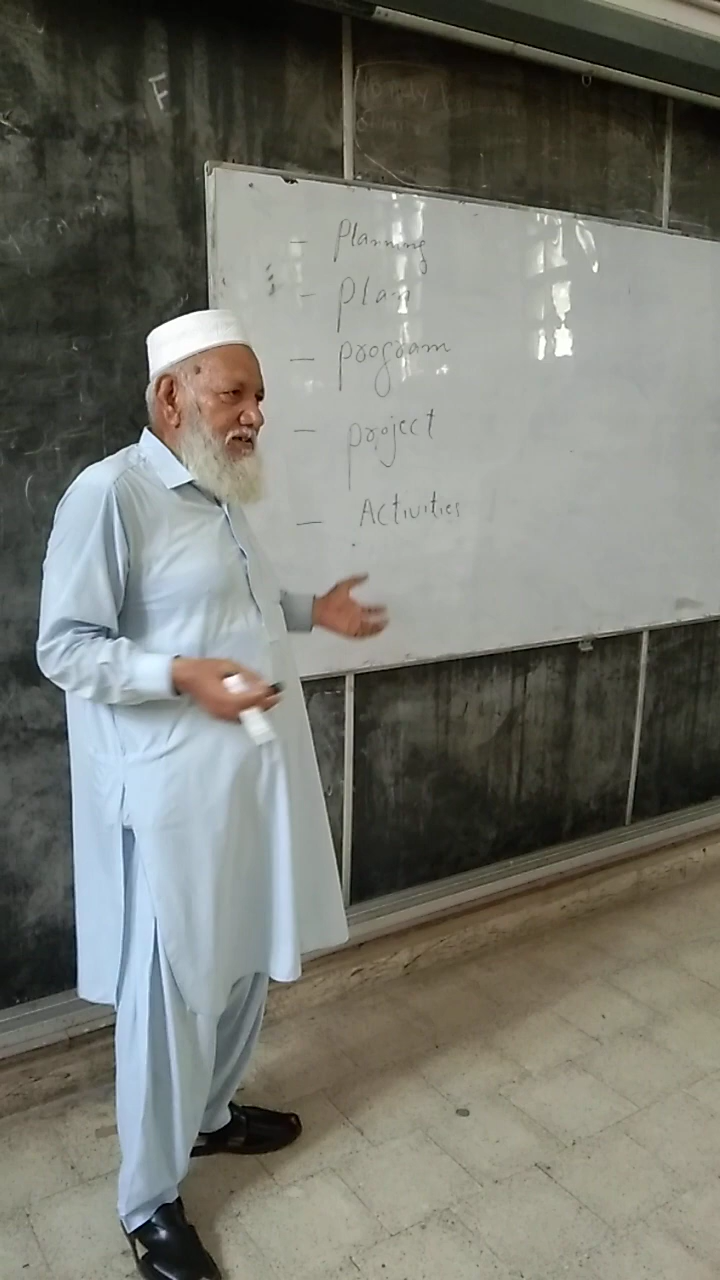 F
- Planning
- Plan
- program
- project
- Activities